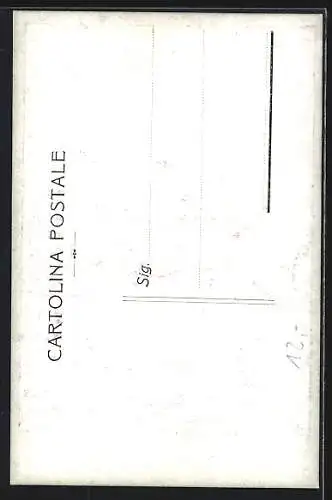 CARTOLINA POSTALE
Sig.
12,-